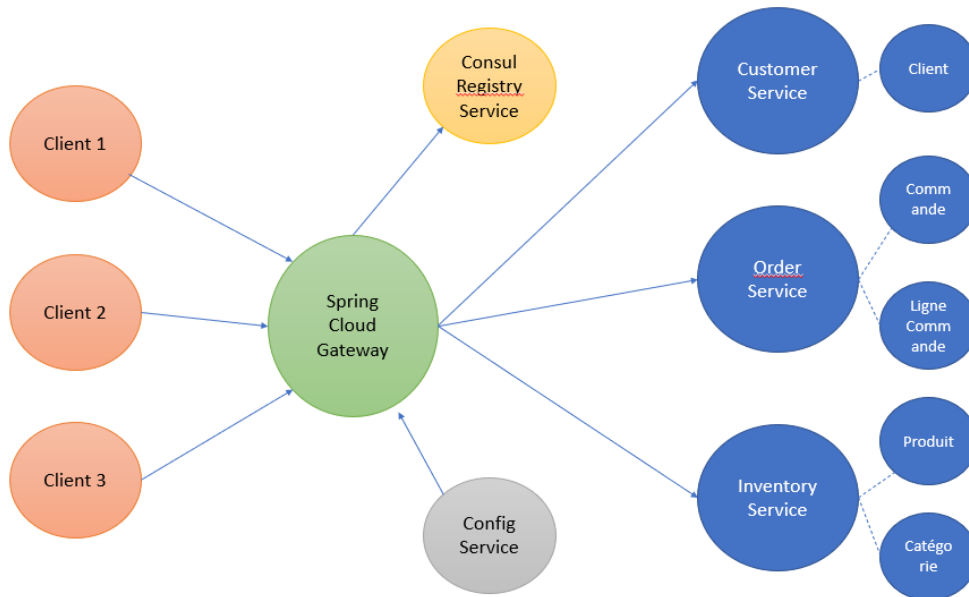 Client 1
Client 2
Client 3
Spring
Cloud
Gateway
Consul
Registry
Service
Config
Service
Customer
Service
Client
Order
Service
Comm
ande
Ligne
Comm
ande
Inventory
Service
Produit
Catégo
rie